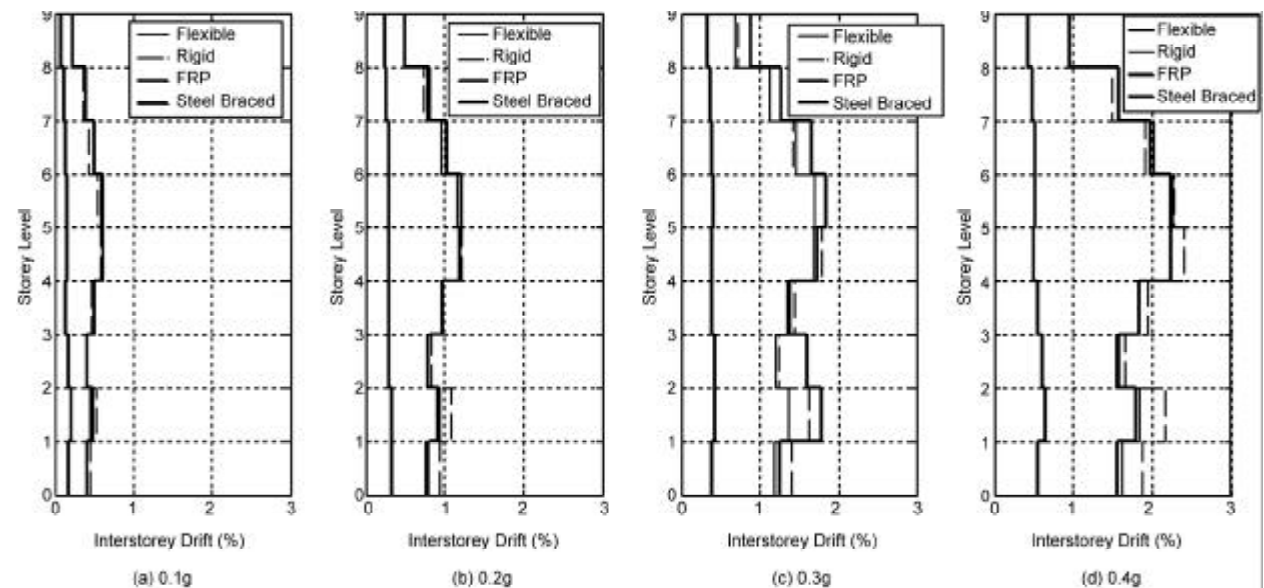 9
8
7
6
5
4
3
2
1
0
Storey Level
Flexible
Rigid
FRP
Steel Braced
0 1 2 3
Interstorey Drift (%)
(a) 0.1g
9
8
7
6
5
4
3
2
1
0
Storey Level
Flexible
Rigid
FRP
Steel Braced
0 1 2 3
Interstorey Drift (%)
(b) 0.2g
9
8
7
6
5
4
3
2
1
0
Storey Level
Flexible
Rigid
FRP
Steel Braced
0 1 2 3
Interstorey Drift (%)
(c) 0.3g
9
8
7
6
5
4
3
2
1
0
Storey Level
Flexible
Rigid
FRP
Steel Braced
0 1 2 3
Interstorey Drift (%)
(d) 0.4g